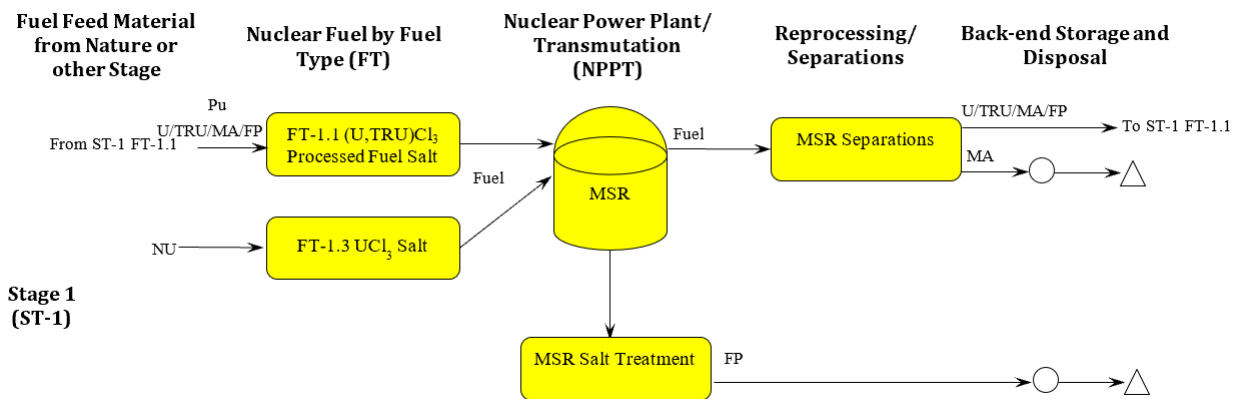 Fuel Feed Material
from Nature or
other Stage
Nuclear Fuel by Fuel
Type (FT)
Nuclear Power Plant/
Transmutation
(NPPT)
Reprocessing/
Separations
Back-end Storage and
Disposal
Pu
U/TRU/MA/FP
From ST-1 FT-1.1
FT-1.1 (U,TRU)Cl₃
Processed Fuel Salt
Fuel
MSR
Fuel
MSR Separations
U/TRU/MA/FP
To ST-1 FT-1.1
MA
NU
FT-1.3 UCl₃ Salt
Stage 1
(ST-1)
MSR Salt Treatment
FP